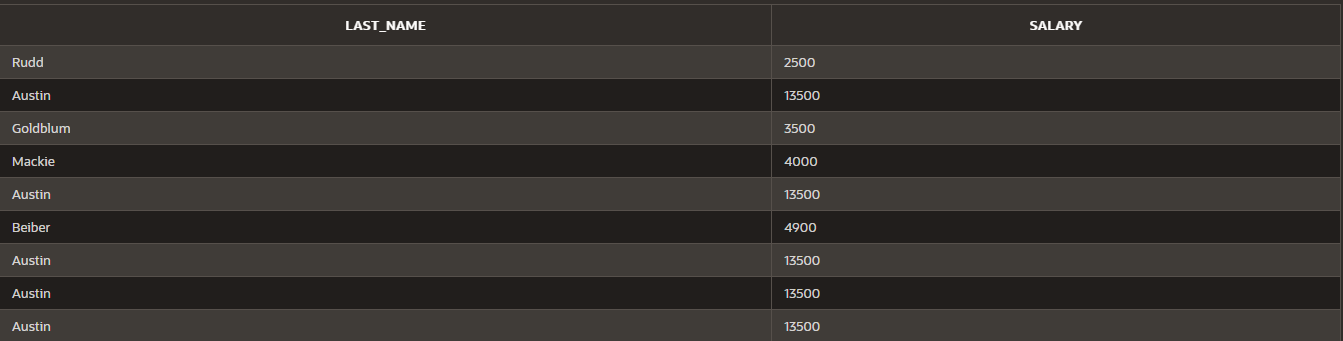 LAST_NAME SALARY
Rudd 2500
Austin 13500
Goldblum 3500
Mackie 4000
Austin 13500
Beiber 4900
Austin 13500
Austin 13500
Austin 13500